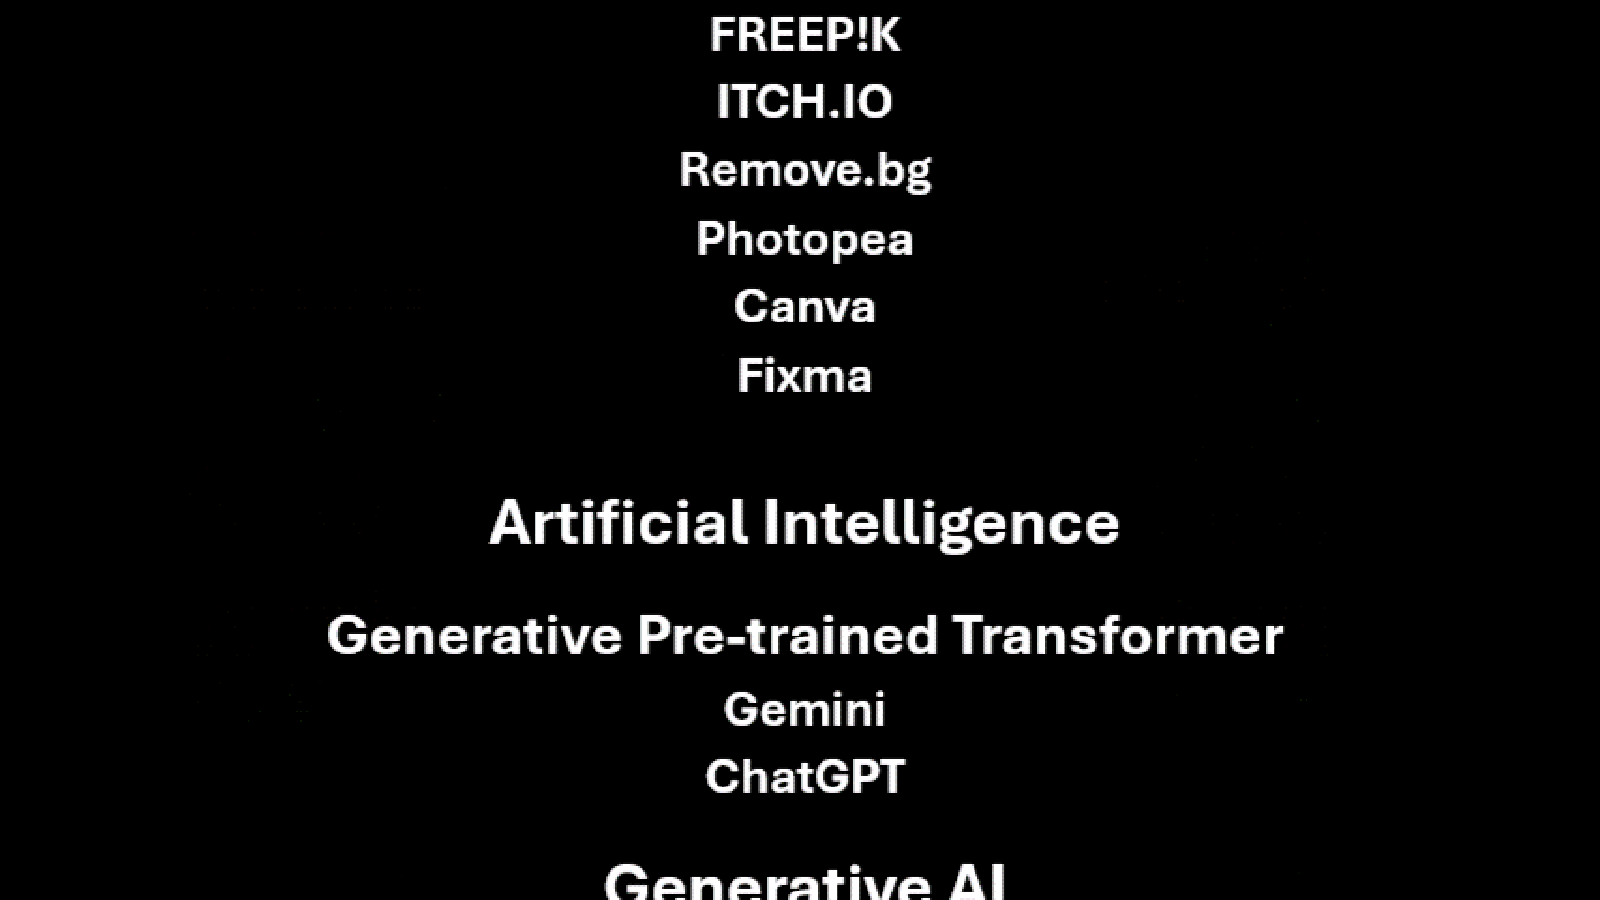 FREEP!K
ITCH.IO
Remove.bg
Photopea
Canva
Fixma
Artificial Intelligence
Generative Pre-trained Transformer
Gemini
ChatGPT
Generative AI